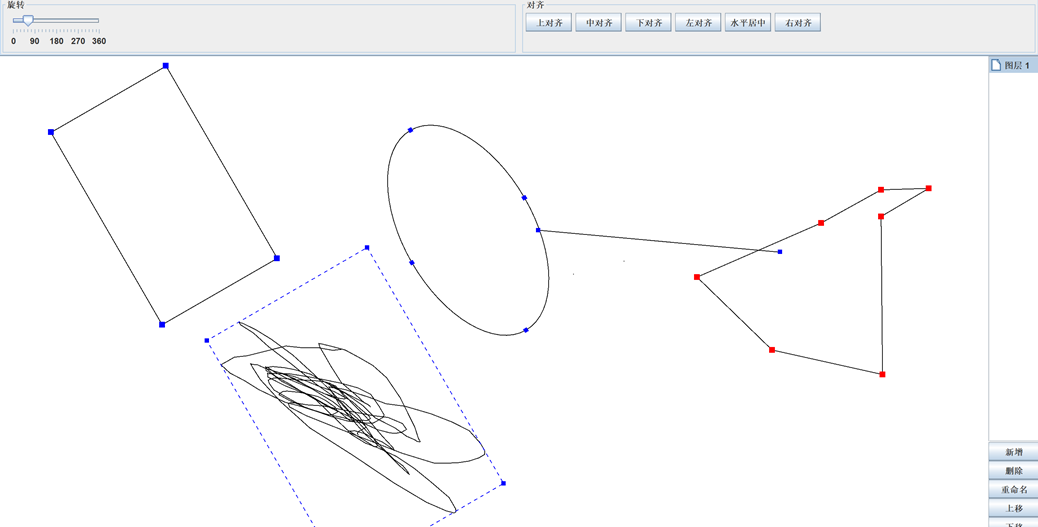 旋转
0 90 180 270 360
对齐
上对齐 中对齐 下对齐 左对齐 水平居中 右对齐
图层 1
新增
删除
重命名
上移
下移